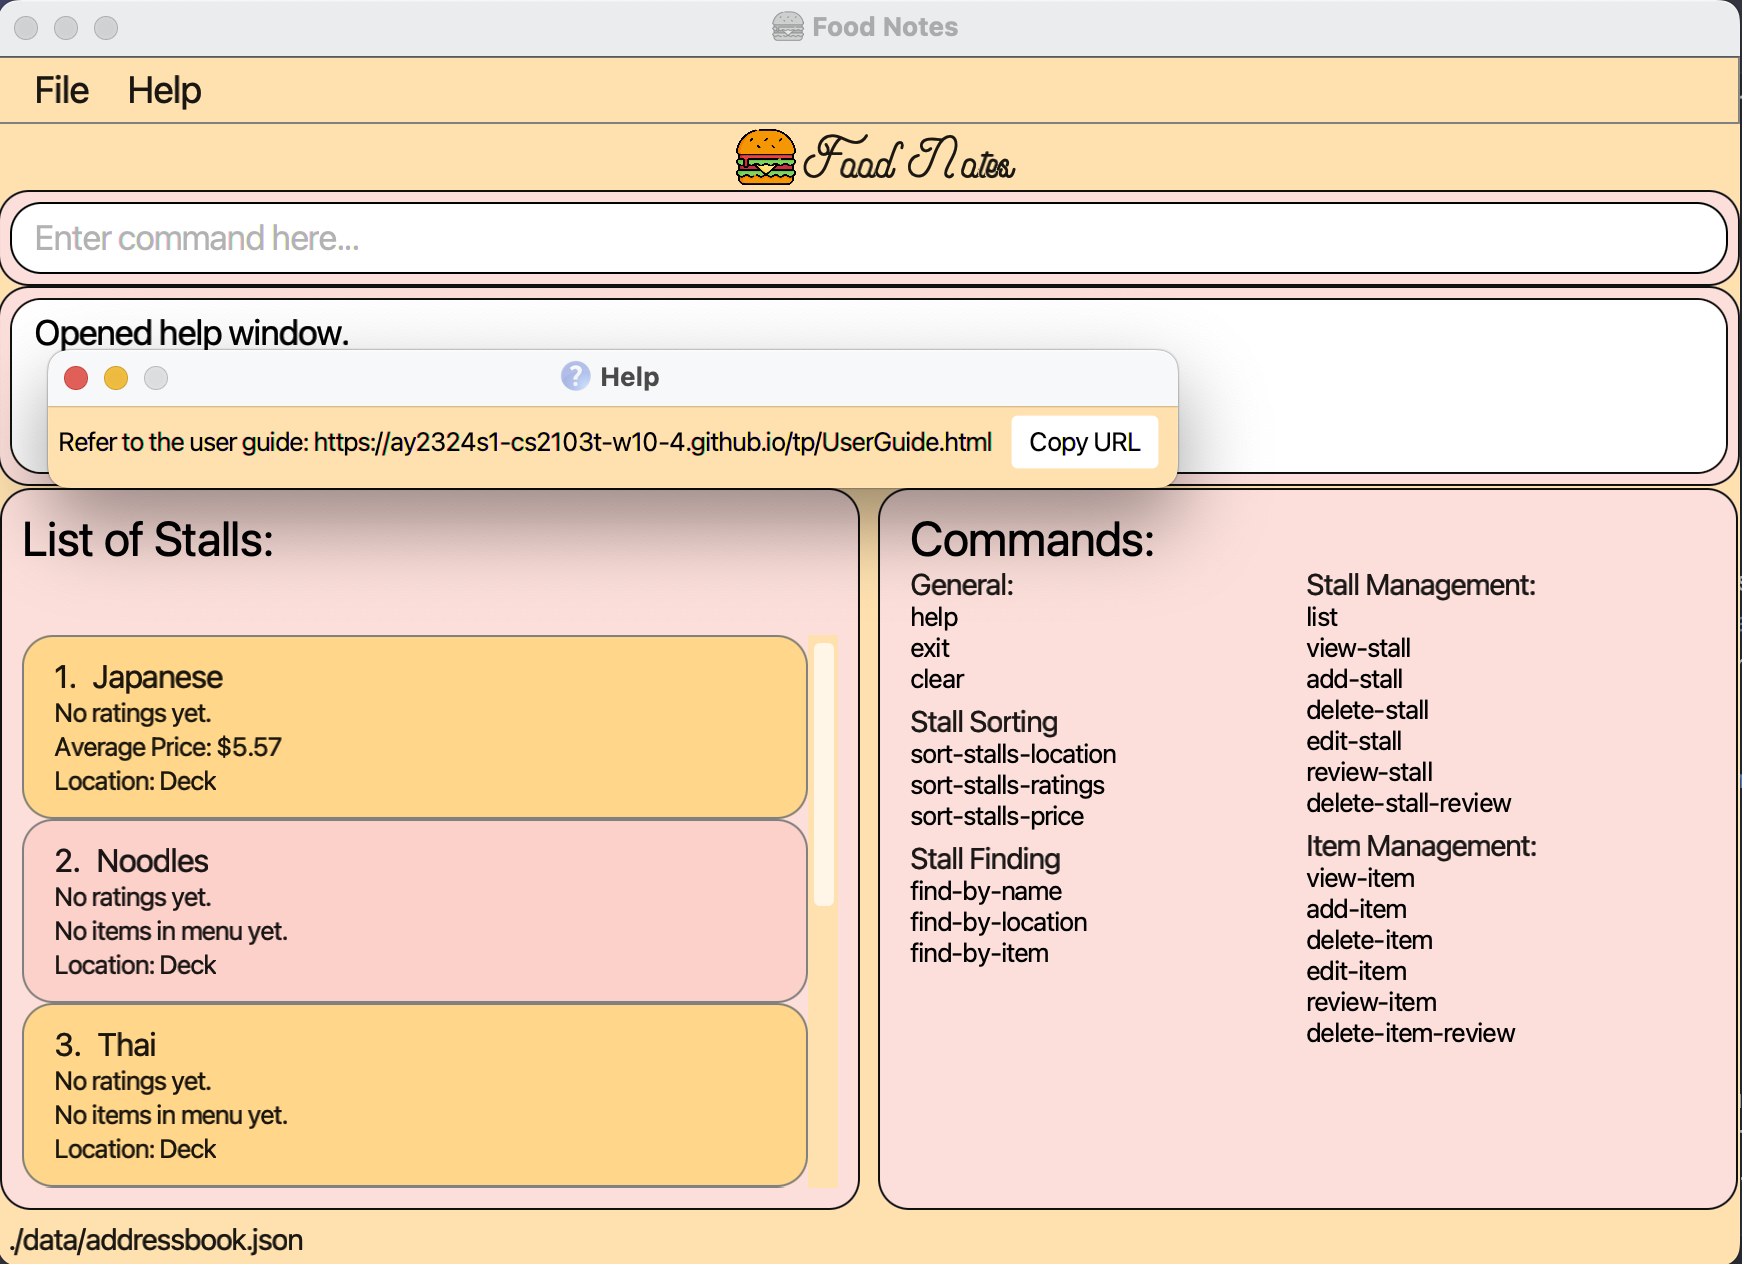 Food Notes
File Help
Food Notes
Enter command here...
Opened help window.
Help
Refer to the user guide: https://ay2324s1-cs2103t-w10-4.github.io/tp/UserGuide.html Copy URL
List of Stalls:
1. Japanese
No ratings yet.
Average Price: $5.57
Location: Deck
2. Noodles
No ratings yet.
No items in menu yet.
Location: Deck
3. Thai
No ratings yet.
No items in menu yet.
Location: Deck
Commands:
General:
help
exit
clear
Stall Sorting
sort-stalls-location
sort-stalls-ratings
sort-stalls-price
Stall Finding
find-by-name
find-by-location
find-by-item
Stall Management:
list
view-stall
add-stall
delete-stall
edit-stall
review-stall
delete-stall-review
Item Management:
view-item
add-item
delete-item
edit-item
review-item
delete-item-review
./data/addressbook.json